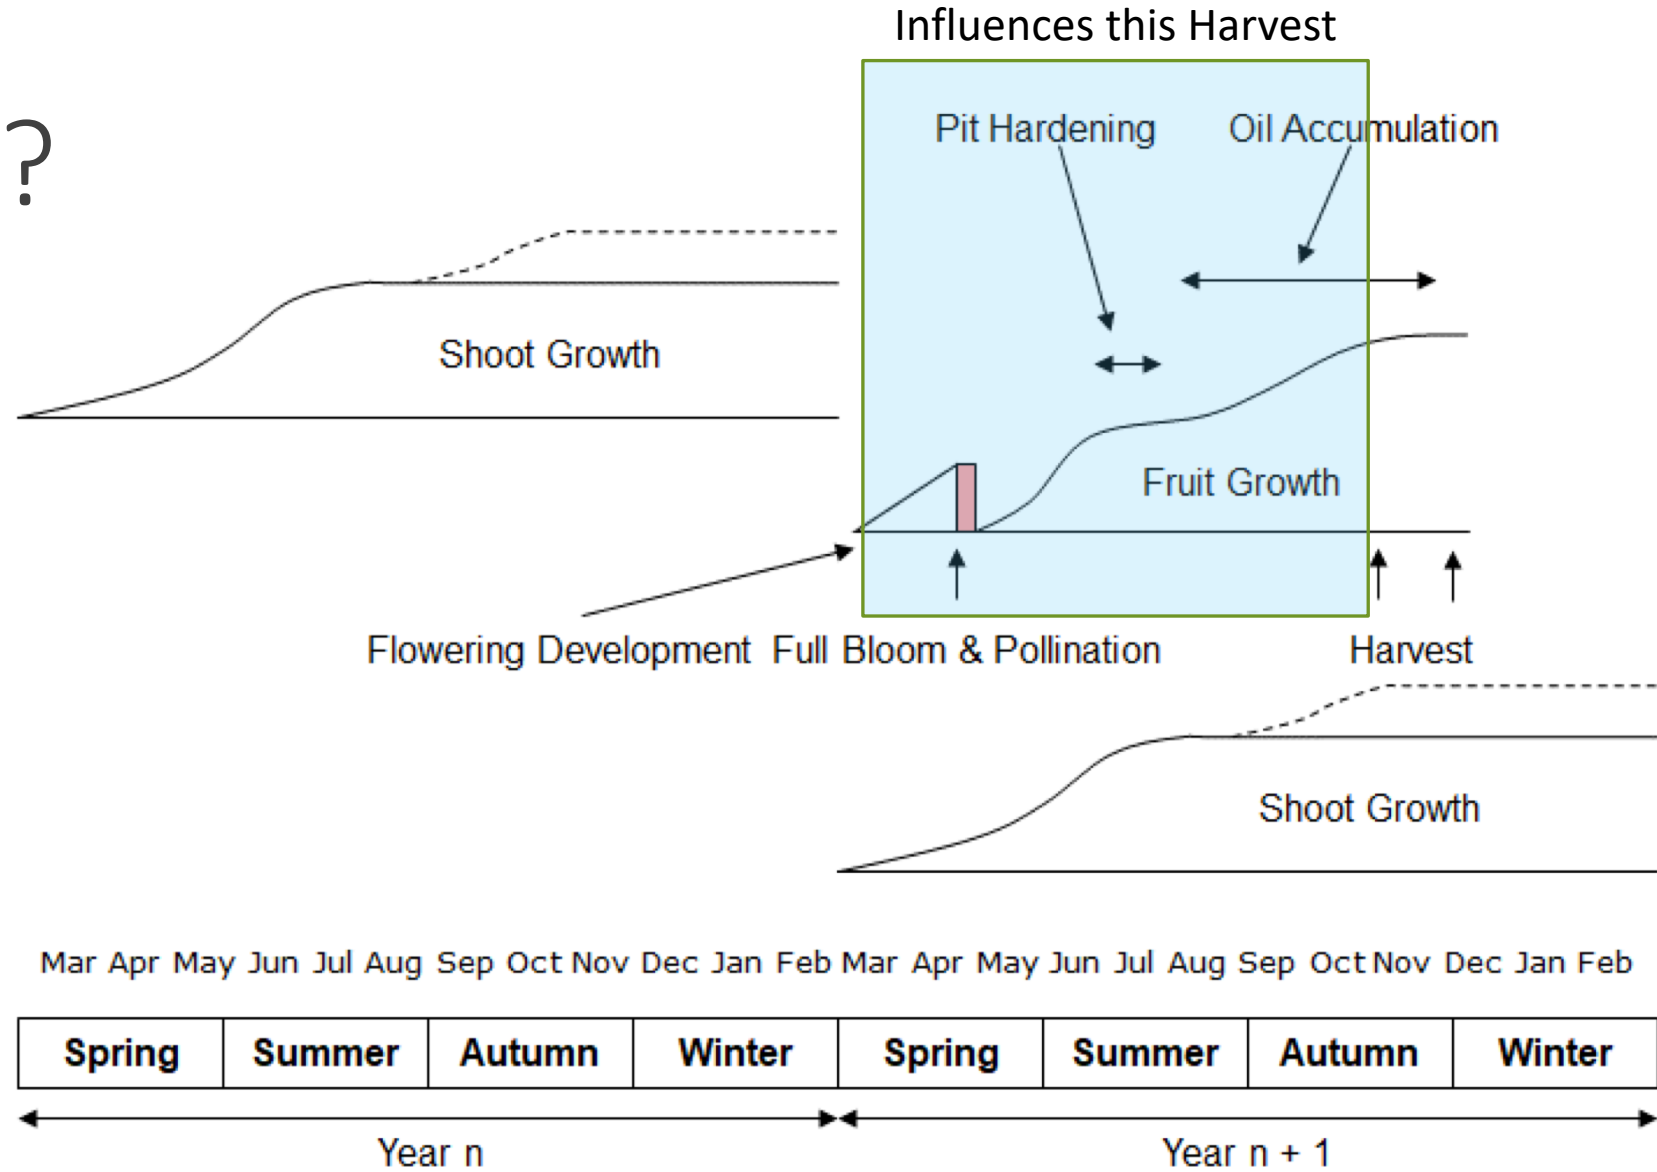 Influences this Harvest
?
Pit Hardening Oil Accumulation
Shoot Growth
Fruit Growth
Flowering Development Full Bloom & Pollination Harvest
Shoot Growth
Mar Apr May Jun Jul Aug Sep Oct Nov Dec Jan Feb Mar Apr May Jun Jul Aug Sep Oct Nov Dec Jan Feb
Spring Summer Autumn Winter Spring Summer Autumn Winter
Year n Year n + 1